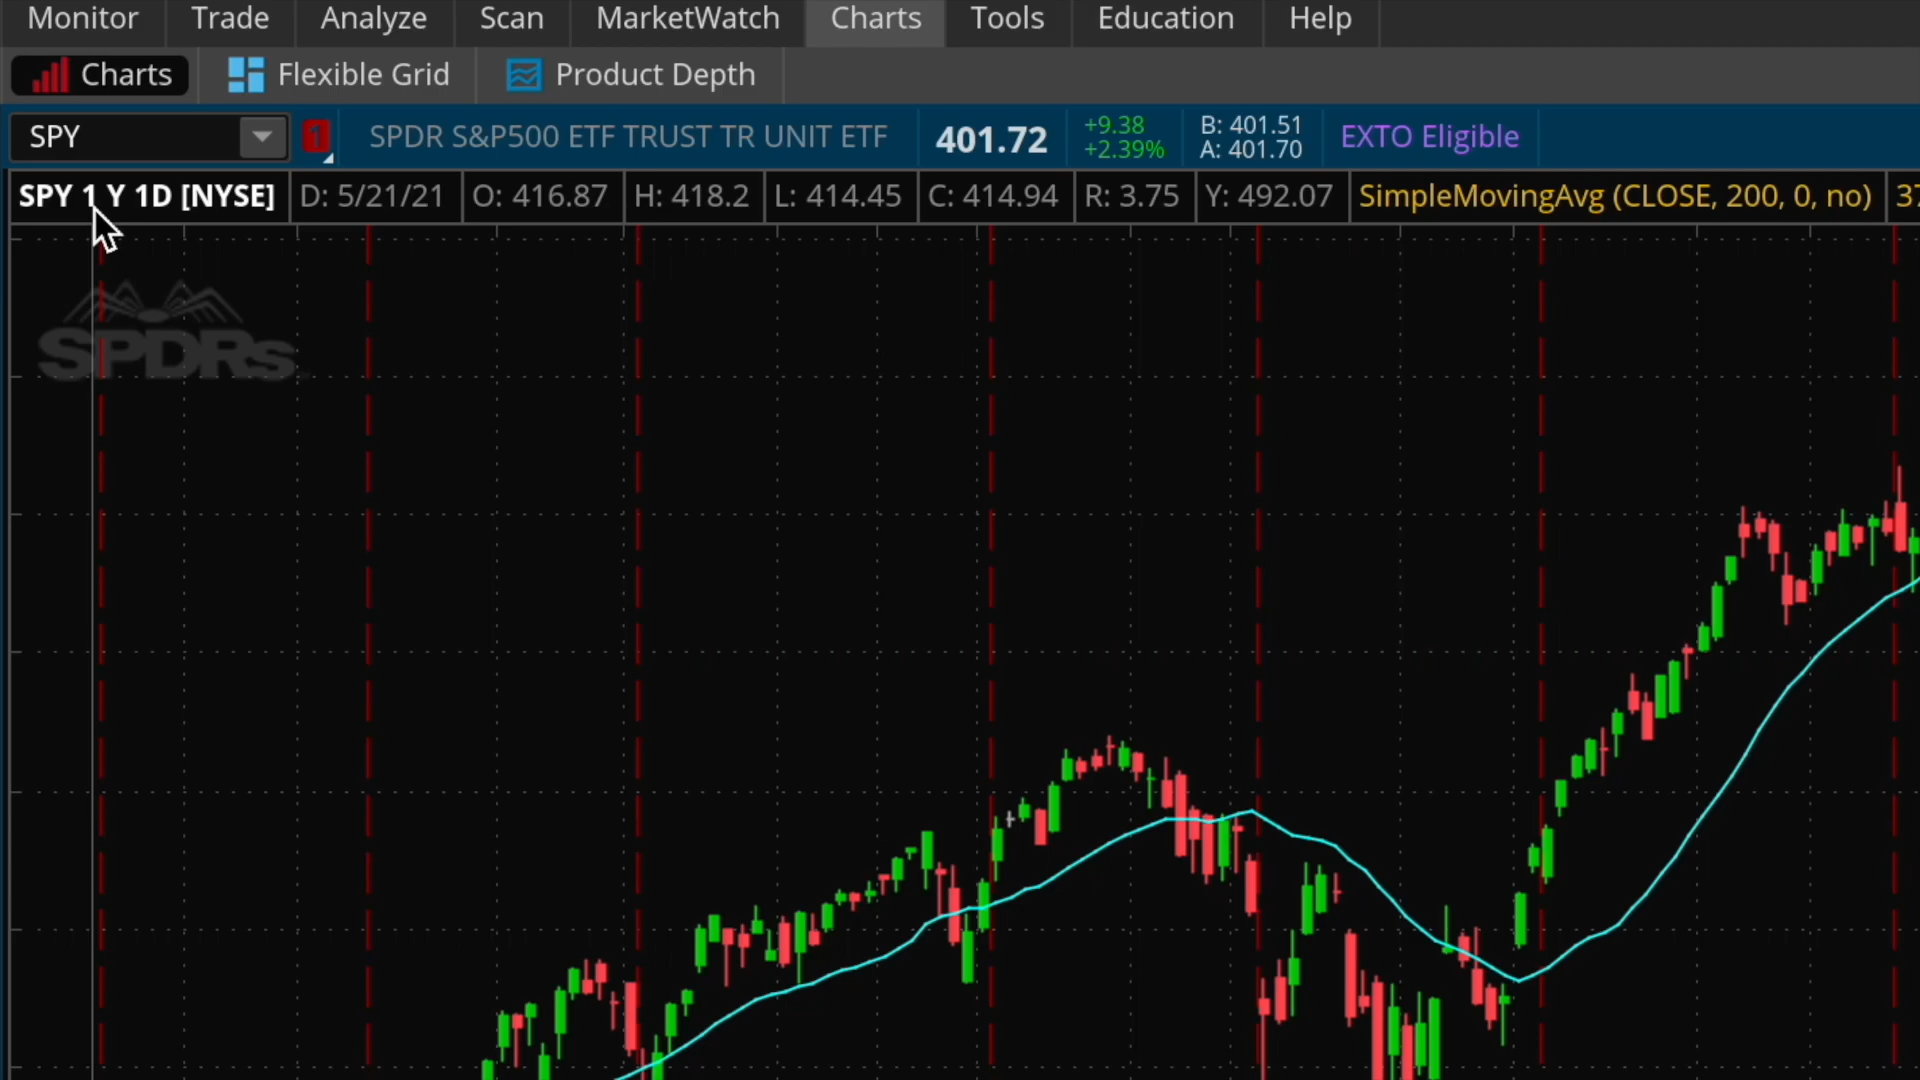 Monitor Trade Analyze Scan MarketWatch Charts Tools Education Help
Charts Flexible Grid Product Depth
SPY 1 SPDR S&P500 ETF TRUST TR UNIT ETF 401.72 +9.38 B: 401.51 EXTO Eligible
+2.39% A: 401.70
SPY 1 Y 1D [NYSE] D: 5/21/21 O: 416.87 H: 418.2 L: 414.45 C: 414.94 R: 3.75 Y: 492.07 SimpleMovingAvg (CLOSE, 200, 0, no)
SPDRs